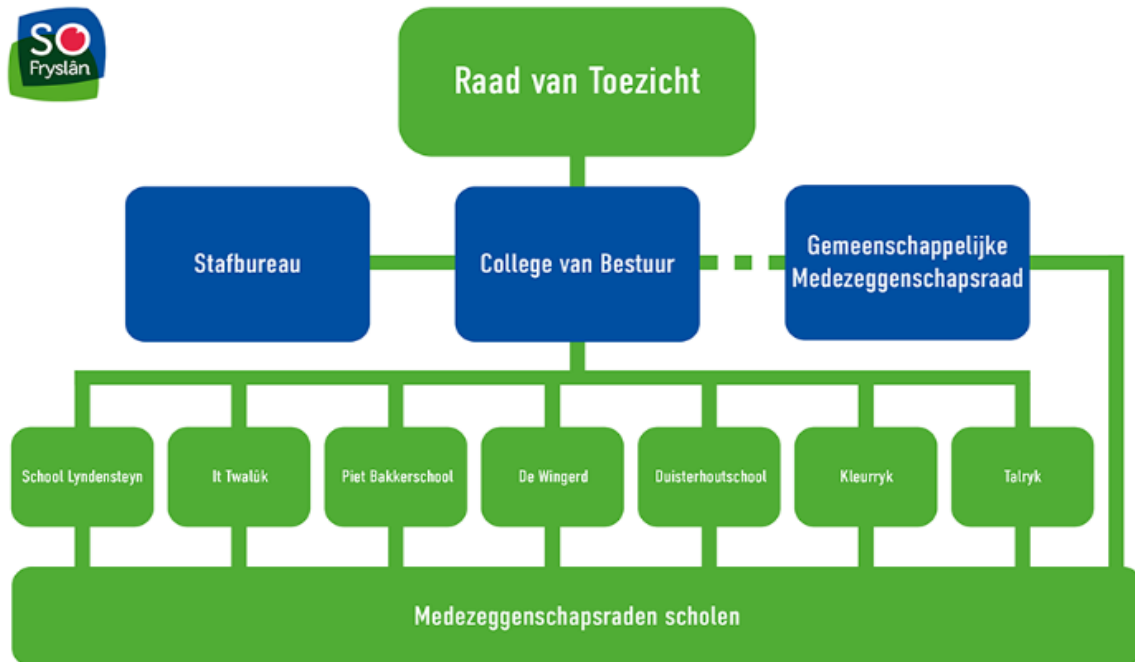 SO
Fryslân
Raad van Toezicht
Stafbureau
College van Bestuur
Gemeenschappelijke
Medezeggenschapsraad
School Lyndensteyn
It Twalûk
Piet Bakkerschool
De Wingerd
Duisterhoutschool
Kleurryk
Talryk
Medezeggenschapsraden scholen